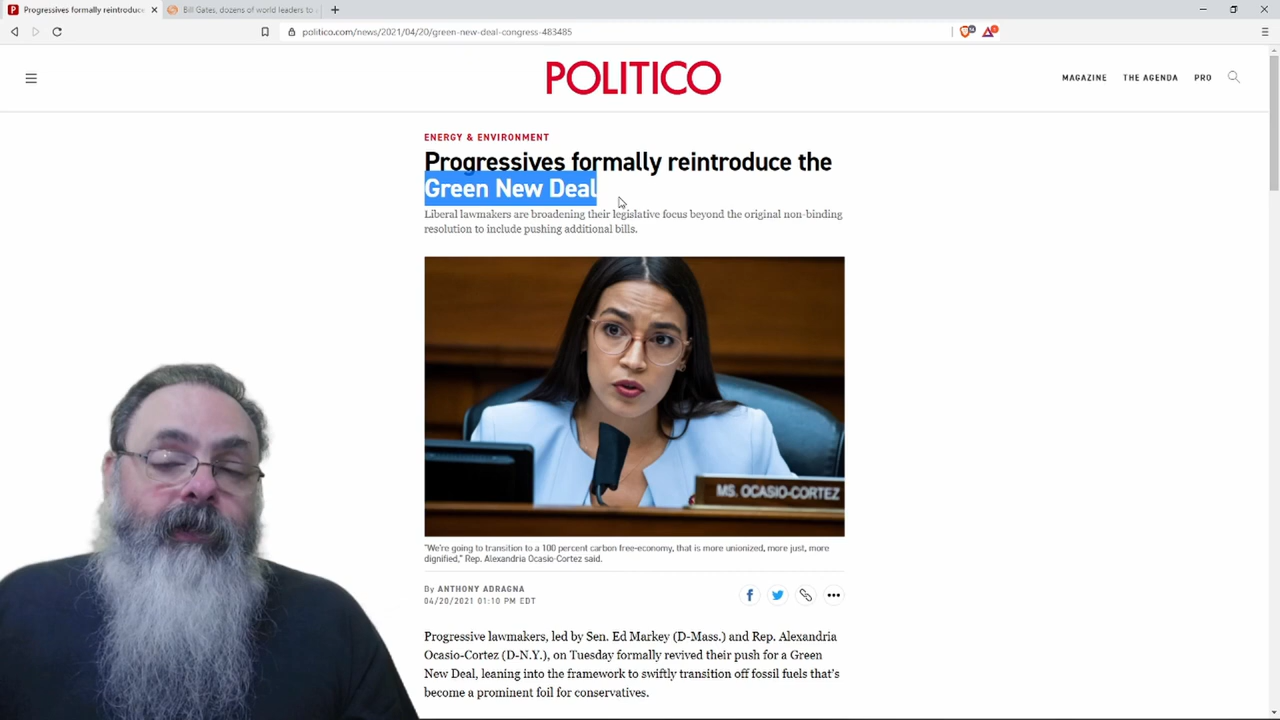 Progressives formally reintroduce
Bill Gates, dozens of world leaders to
politico.com/news/2021/04/20/green-new-deal-congress-483485
POLITICO
MAGAZINE THE AGENDA PRO
ENERGY & ENVIRONMENT
Progressives formally reintroduce the
Green New Deal
Liberal lawmakers are broadening their legislative focus beyond the original non-binding
resolution to include pushing additional bills.
MS. OCASIO-CORTEZ
"We're going to transition to a 100 percent carbon free-economy, that is more unionized, more just, more
dignified," Rep. Alexandria Ocasio-Cortez said.
By ANTHONY ADRAGNA
04/20/2021 01:10 PM EDT
Progressive lawmakers, led by Sen. Ed Markey (D-Mass.) and Rep. Alexandria
Ocasio-Cortez (D-N.Y.), on Tuesday formally revived their push for a Green
New Deal, leaning into the framework to swiftly transition off fossil fuels that's
become a prominent foil for conservatives.